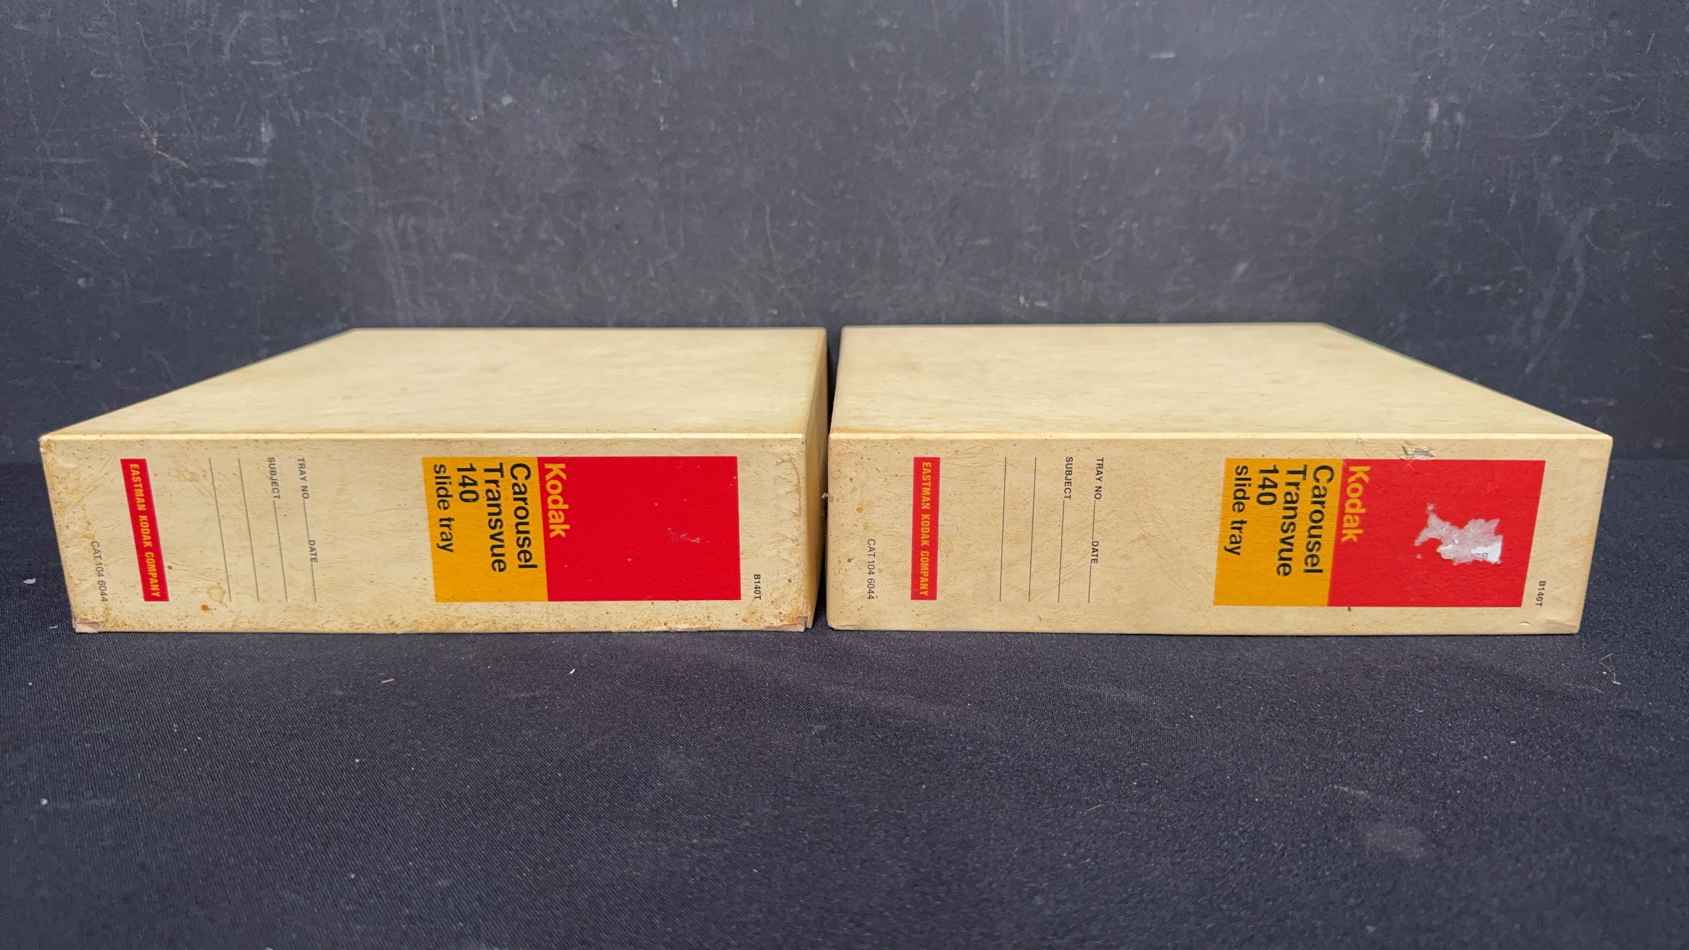 Kodak
Carousel
Transvue
140
slide tray
TRAY NO. DATE
SUBJECT
EASTMAN KODAK COMPANY
CAT 104 6044
B140T
Kodak
Carousel
Transvue
140
slide tray
TRAY NO. DATE
SUBJECT
EASTMAN KODAK COMPANY
CAT 104 6044
B140T